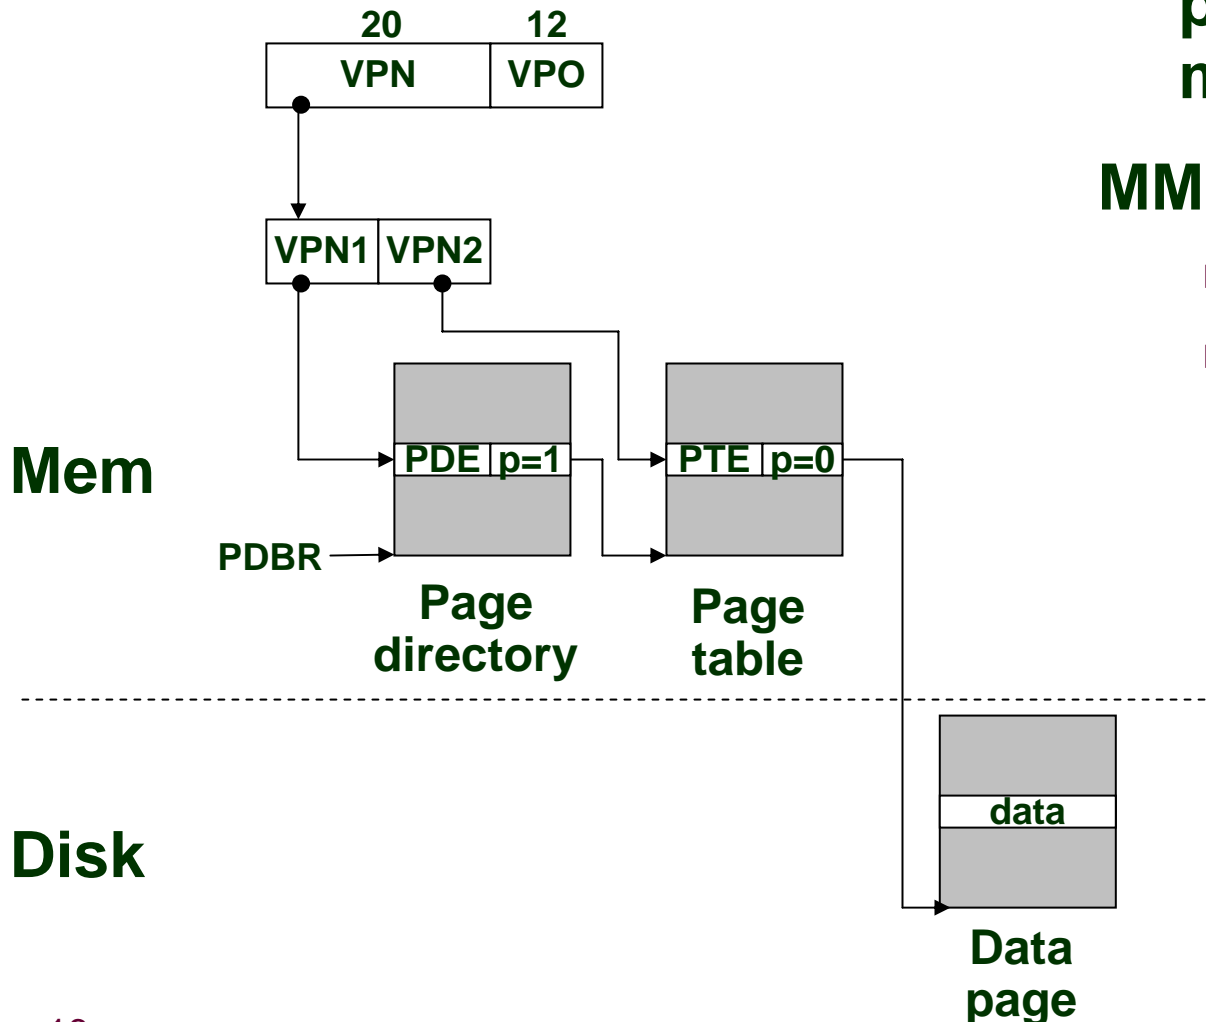 20 12
VPN VPO
VPN1 VPN2
Mem
PDE p=1 PTE p=0
PDBR
Page
directory
Page
table
Disk
data
Data
page
MM